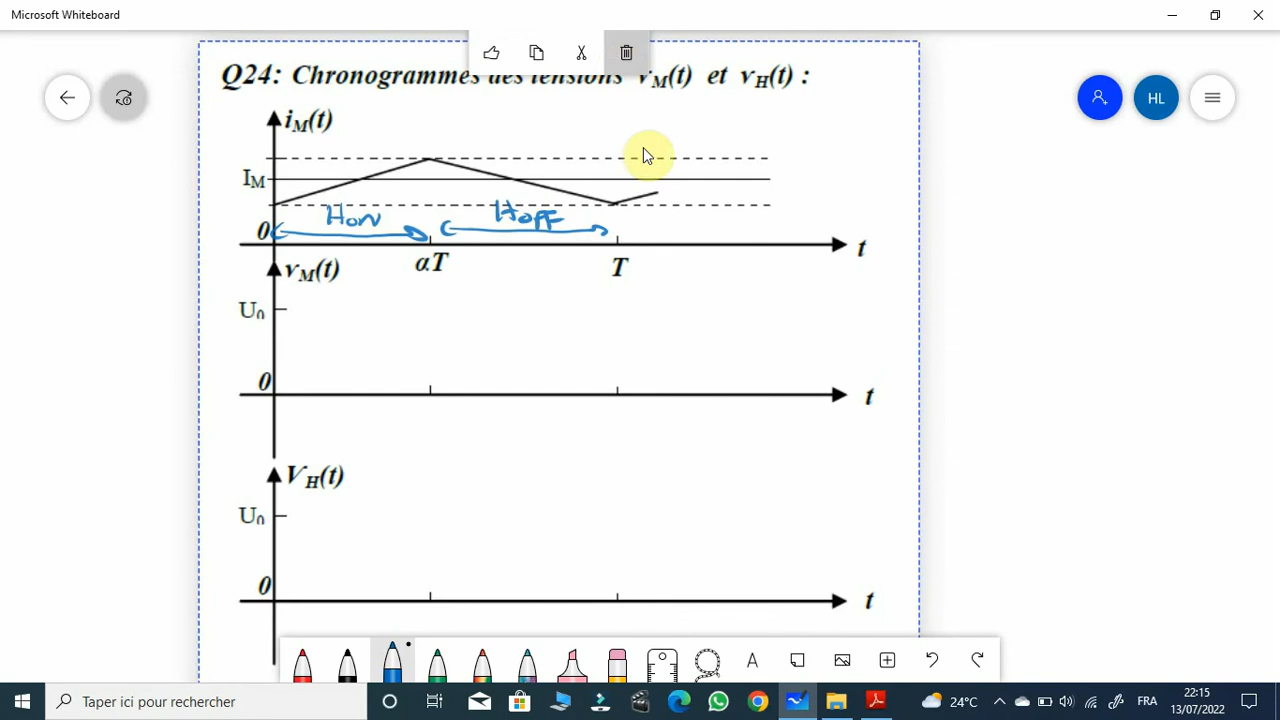 Microsoft Whiteboard
Q24: Chronogrammes des tensions vM(t) et vH(t) :
iM(t)
IM
Hon
Hoff
0
t
αT
T
vM(t)
U0
0
t
VH(t)
U0
0
t
HL
A
Taper ici pour rechercher
24°C
FRA
22:15
13/07/2022